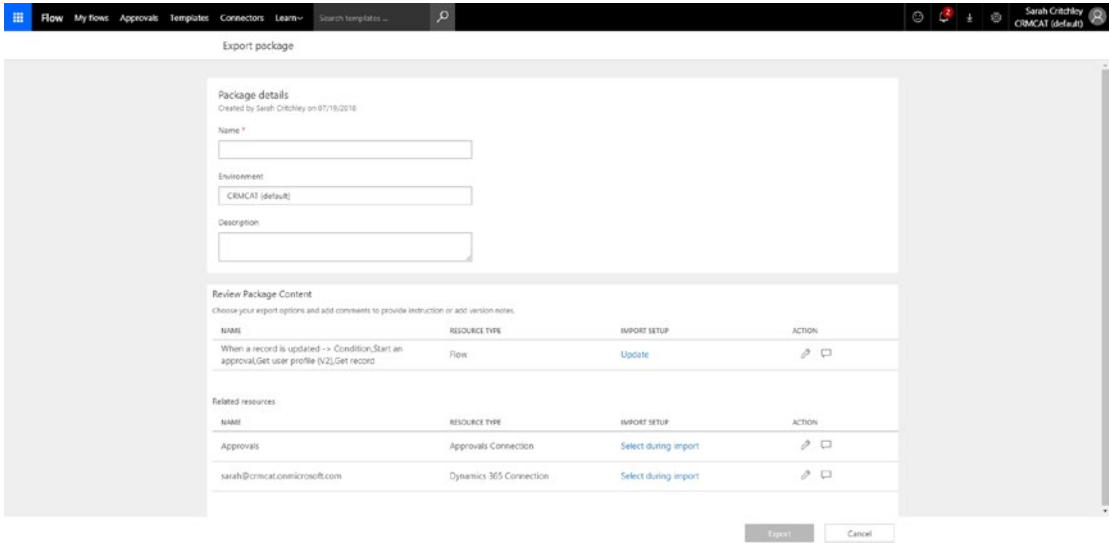 Flow My flows Approvals Templates Connectors Learn Search templates ... 2 Sarah Critchley
CRMCAT (default)
Export package
Package details
Created by Sarah Critchley on 07/19/2018
Name *
Environment
CRMCAT (default)
Description
Review Package Content
Choose your export options and add comments to provide instruction or add version notes.
NAME RESOURCE TYPE IMPORT SETUP ACTION
When a record is updated -> Condition,Start an
approval,Get user profile (V2),Get record Flow Update
Related resources
NAME RESOURCE TYPE IMPORT SETUP ACTION
Approvals Approvals Connection Select during import
sarah@crmcat.onmicrosoft.com Dynamics 365 Connection Select during import
Export Cancel